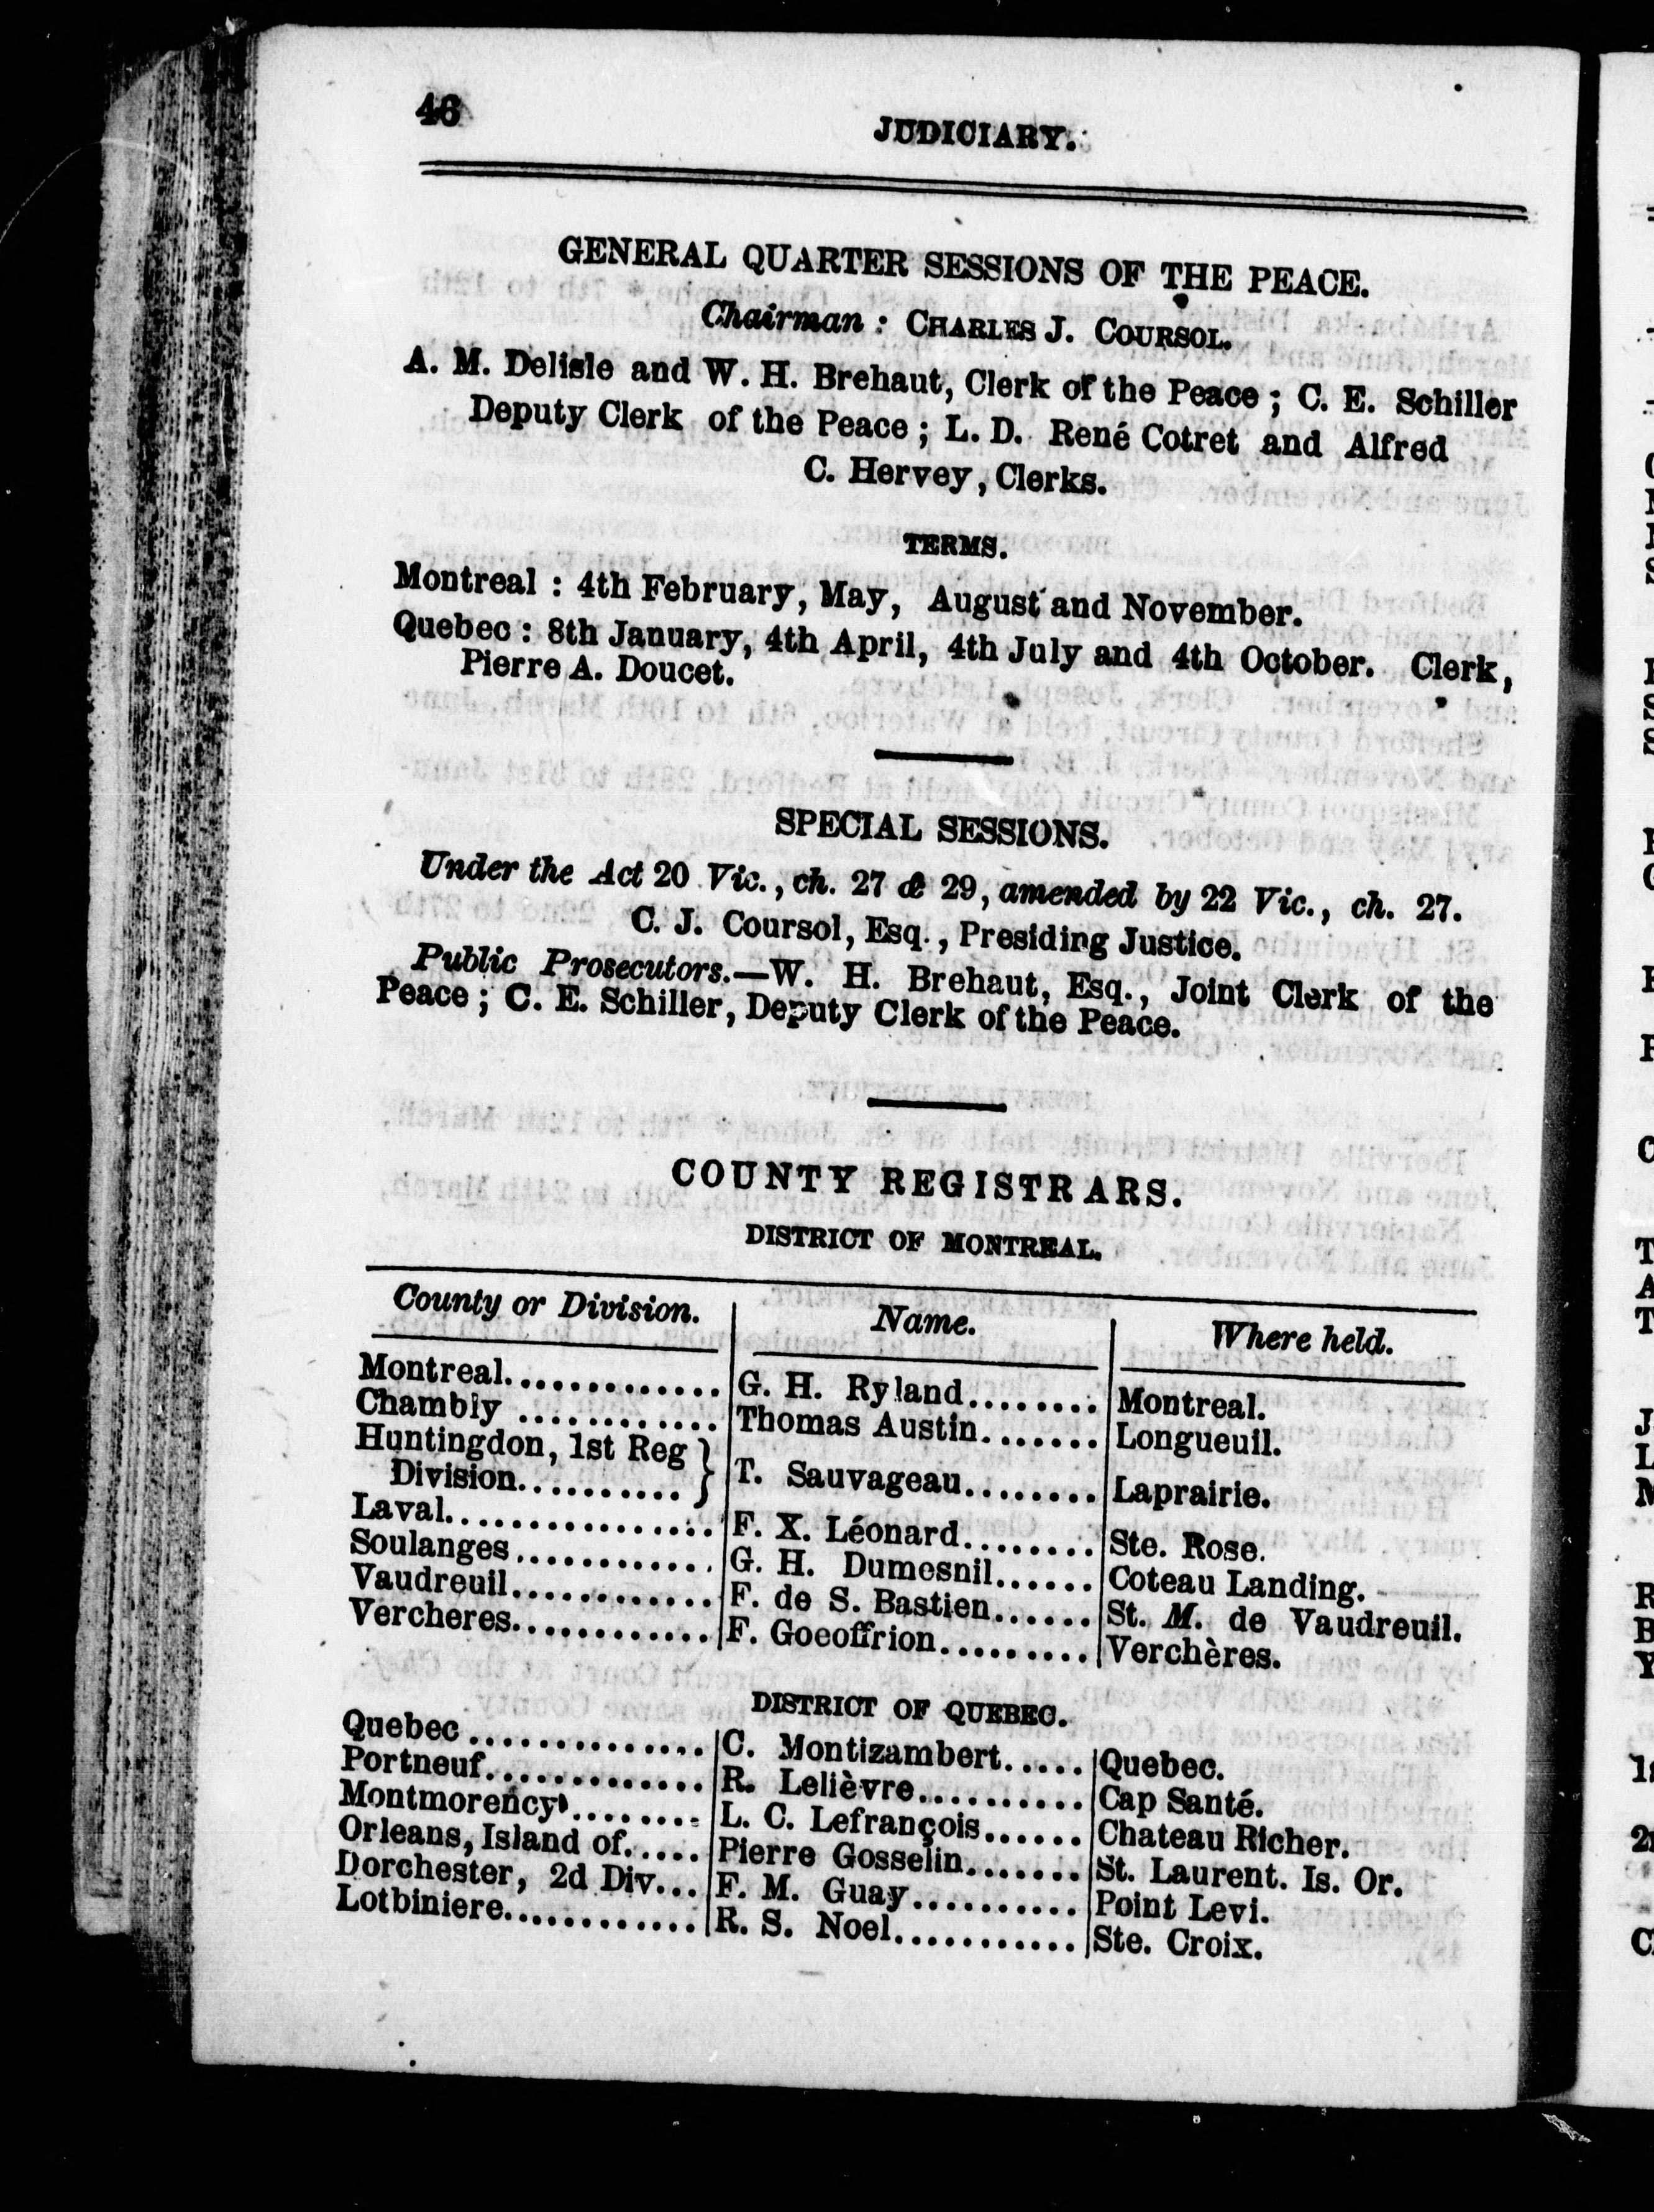 46
JUDICIARY.
GENERAL QUARTER SESSIONS OF THE PEACE.
Chairman : CHARLES J. COURSOL.
A. M. Delisle and W. H. Brehaut, Clerk of the Peace ; C. E. Schiller
Deputy Clerk of the Peace ; L. D. René Cotret and Alfred
C. Hervey, Clerks.
TERMS.
Montreal : 4th February, May, August and November.
Quebec : 8th January, 4th April, 4th July and 4th October. Clerk,
Pierre A. Doucet.
SPECIAL SESSIONS.
Under the Act 20 Vic., ch. 27 & 29, amended by 22 Vic., ch. 27.
C. J. Coursol, Esq., Presiding Justice.
Public Prosecutors.—W. H. Brehaut, Esq., Joint Clerk of the
Peace ; C. E. Schiller, Deputy Clerk of the Peace.
COUNTY REGISTRARS.
DISTRICT OF MONTREAL.
County or Division. Name. Where held.
Montreal............. G. H. Ryland........ Montreal.
Chambly ............ Thomas Austin....... Longueuil.
Huntingdon, 1st Reg }
Division.......... } T. Sauvageau........ Laprairie.
Laval................ F. X. Léonard........ Ste. Rose.
Soulanges............ G. H. Dumesnil...... Coteau Landing.
Vaudreuil............ F. de S. Bastien...... St. M. de Vaudreuil.
Vercheres............ F. Goeoffrion......... Verchères.
DISTRICT OF QUEBEC.
Quebec.............. C. Montizambert..... Quebec.
Portneuf............. R. Lelièvre.......... Cap Santé.
Montmorency........ L. C. Lefrançois...... Chateau Richer.
Orleans, Island of..... Pierre Gosselin....... St. Laurent. Is. Or.
Dorchester, 2d Div... F. M. Guay.......... Point Levi.
Lotbiniere............ R. S. Noel........... Ste. Croix.